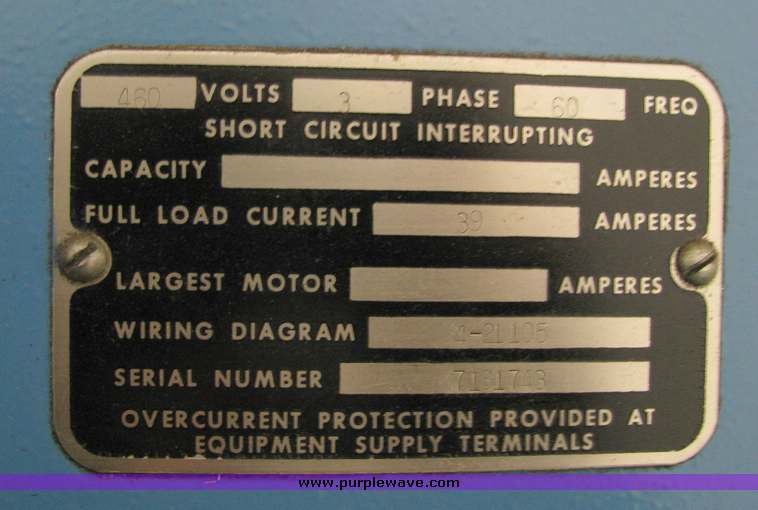 460 VOLTS 3 PHASE 60 FREQ
SHORT CIRCUIT INTERRUPTING
CAPACITY AMPERES
FULL LOAD CURRENT 39 AMPERES
LARGEST MOTOR AMPERES
WIRING DIAGRAM
SERIAL NUMBER
OVERCURRENT PROTECTION PROVIDED AT
EQUIPMENT SUPPLY TERMINALS
www.purplewave.com